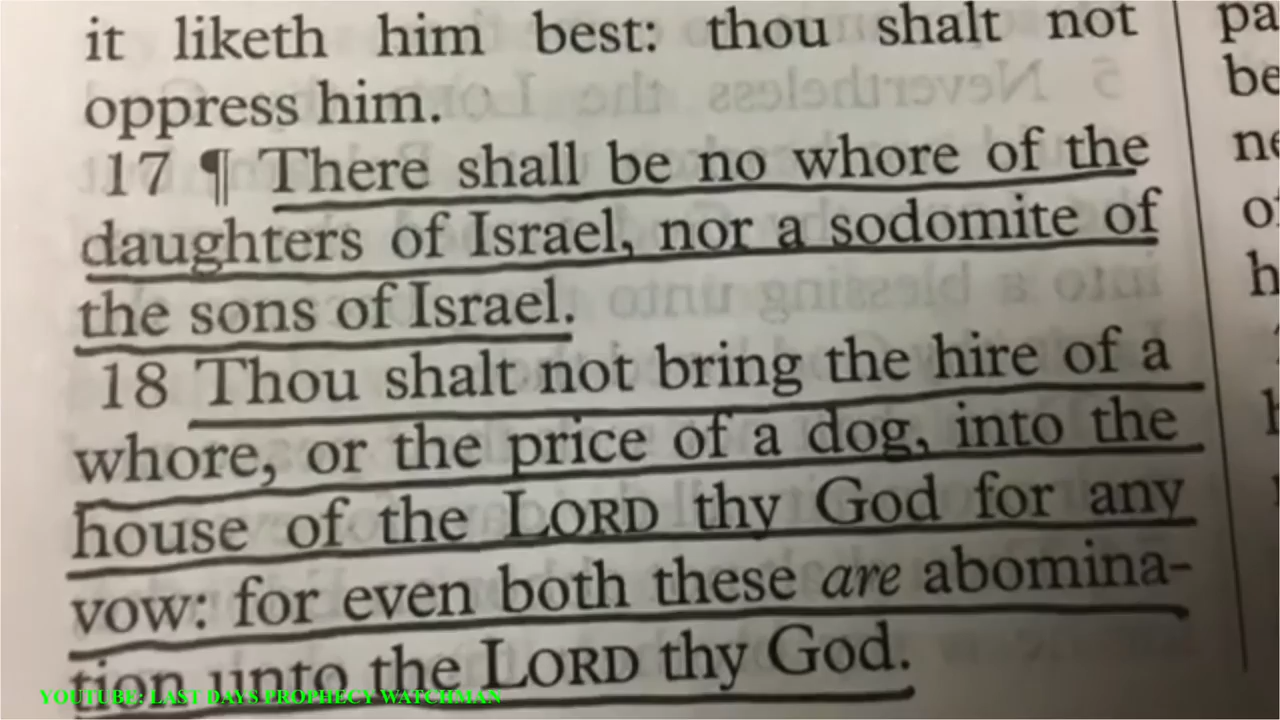 it liketh him best: thou shalt not
oppress him.
17 ¶ There shall be no whore of the
daughters of Israel, nor a sodomite of
the sons of Israel.
18 Thou shalt not bring the hire of a
whore, or the price of a dog, into the
house of the LORD thy God for any
vow: for even both these are abomina-
tion unto the LORD thy God.
YOUTUBE: LAST DAYS PROPHECY WATCHMAN